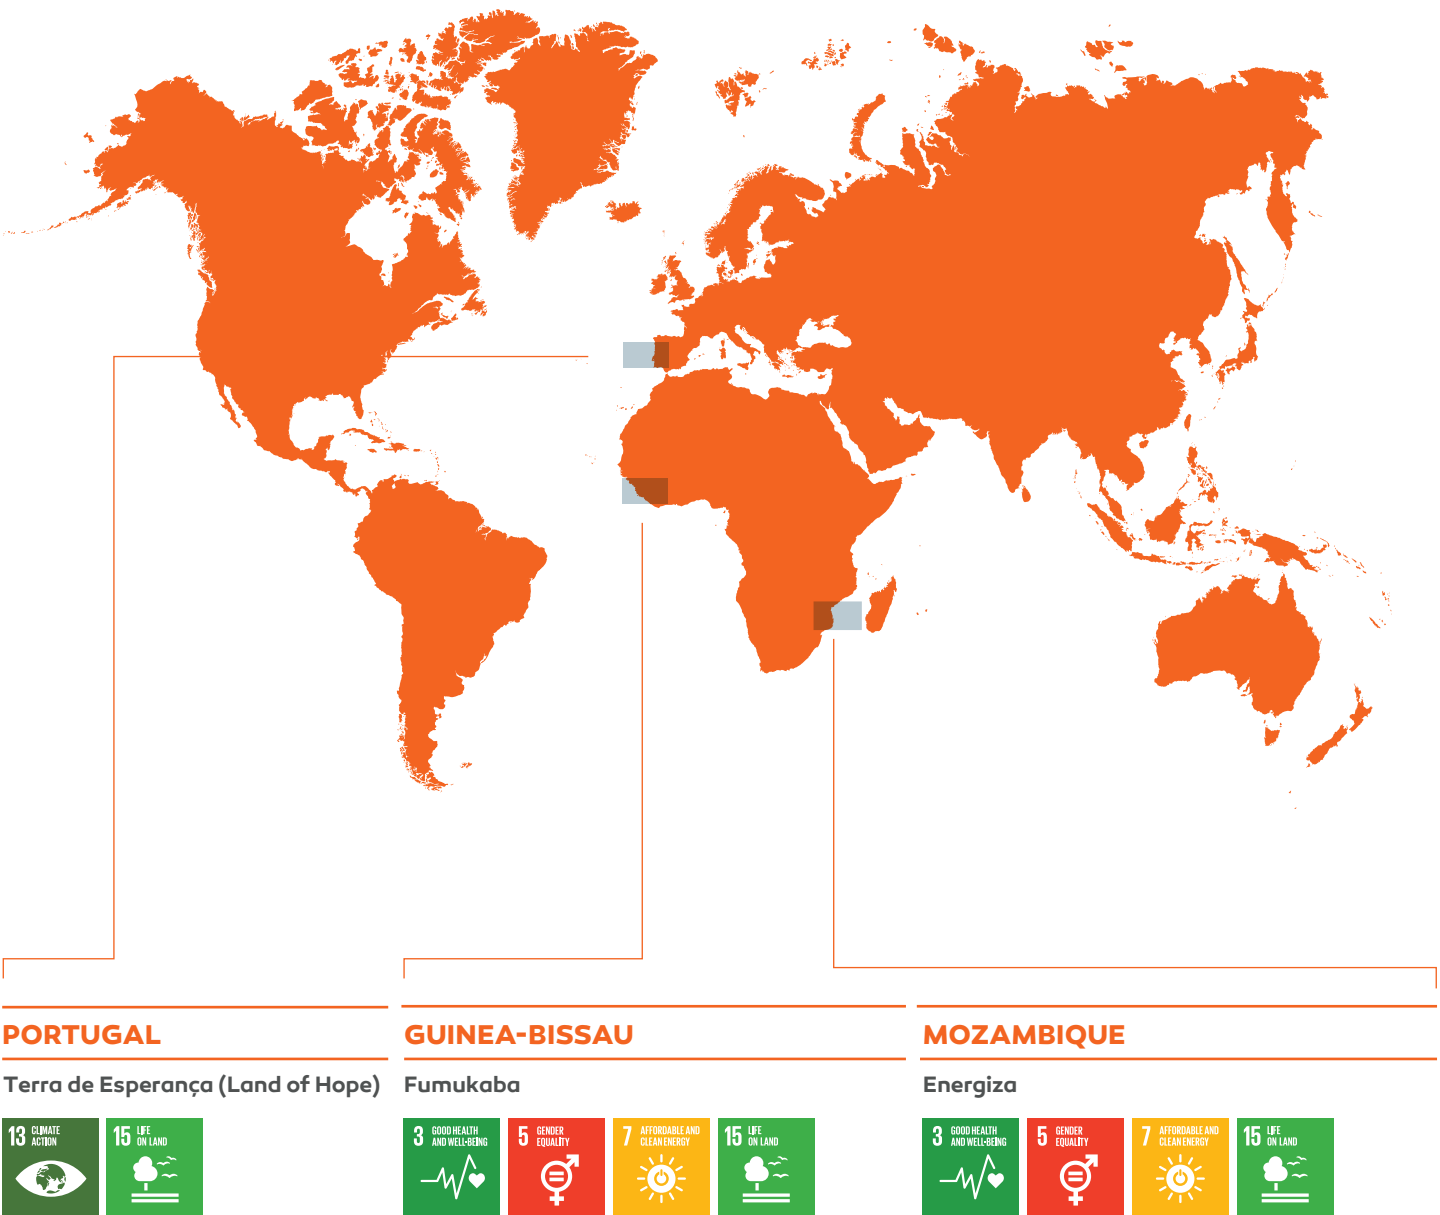 PORTUGAL
Terra de Esperança (Land of Hope)
13 CLIMATE
ACTION
15 LIFE
ON LAND
GUINEA-BISSAU
Fumukaba
3 GOOD HEALTH
AND WELL-BEING
5 GENDER
EQUALITY
7 AFFORDABLE AND
CLEAN ENERGY
15 LIFE
ON LAND
MOZAMBIQUE
Energiza
3 GOOD HEALTH
AND WELL-BEING
5 GENDER
EQUALITY
7 AFFORDABLE AND
CLEAN ENERGY
15 LIFE
ON LAND